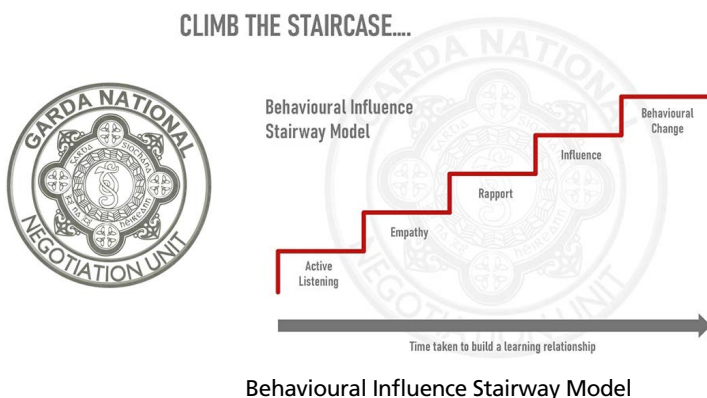 CLIMB THE STAIRCASE....
GARDA NATIONAL
NEGOTIATION UNIT
Behavioural Influence
Stairway Model
Behavioural
Change
Influence
Rapport
Empathy
Active
Listening
Time taken to build a learning relationship
Behavioural Influence Stairway Model